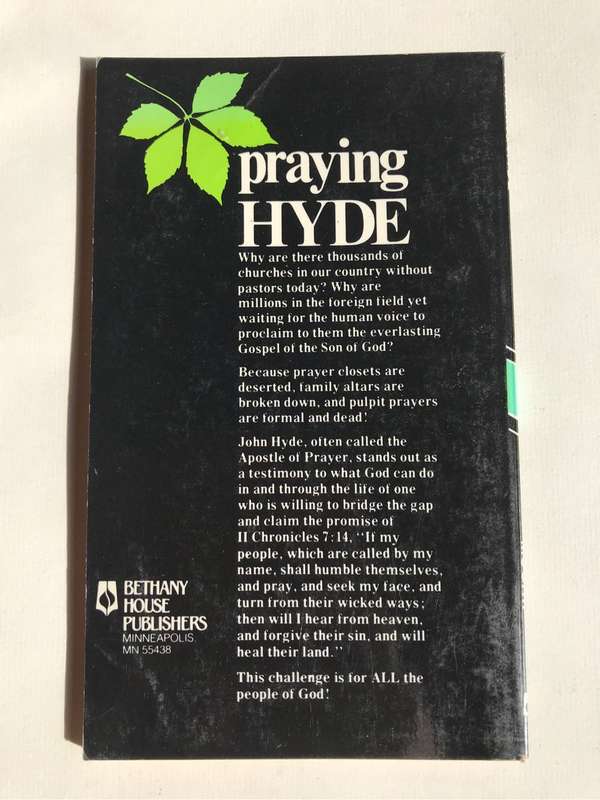 praying
HYDE
Why are there thousands of
churches in our country without
pastors today? Why are
millions in the foreign field yet
waiting for the human voice to
proclaim to them the everlasting
Gospel of the Son of God?
Because prayer closets are
deserted, family altars are
broken down, and pulpit prayers
are formal and dead!
John Hyde, often called the
Apostle of Prayer, stands out as
a testimony to what God can do
in and through the life of one
who is willing to bridge the gap
and claim the promise of
II Chronicles 7:14, "If my
people, which are called by my
name, shall humble themselves,
and pray, and seek my face, and
turn from their wicked ways;
then will I hear from heaven,
and forgive their sin, and will
heal their land."
This challenge is for ALL the
people of God!
BETHANY
HOUSE
PUBLISHERS
MINNEAPOLIS
MN 55438